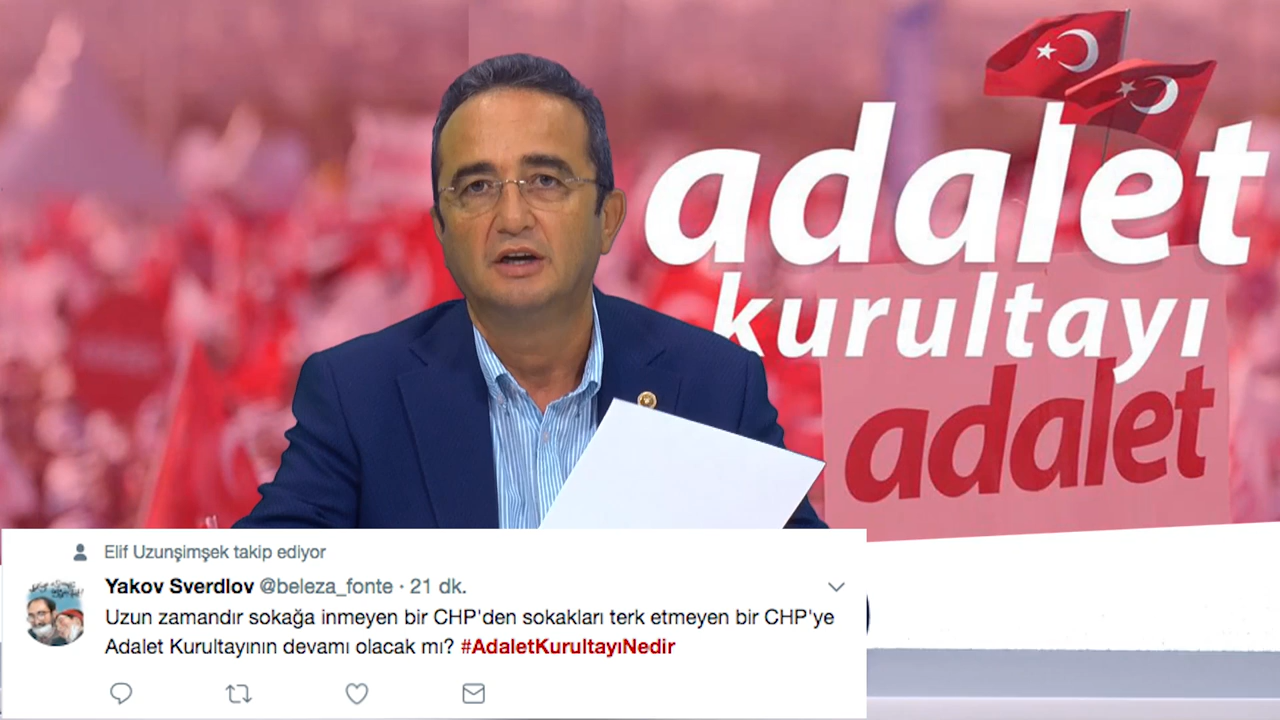 adalet
kurultayı
adalet
Elif Uzunşimşek takip ediyor
Yakov Sverdlov @beleza_fonte · 21 dk.
Uzun zamandır sokağa inmeyen bir CHP'den sokakları terk etmeyen bir CHP'ye
Adalet Kurultayının devamı olacak mı? #AdaletKurultayıNedir